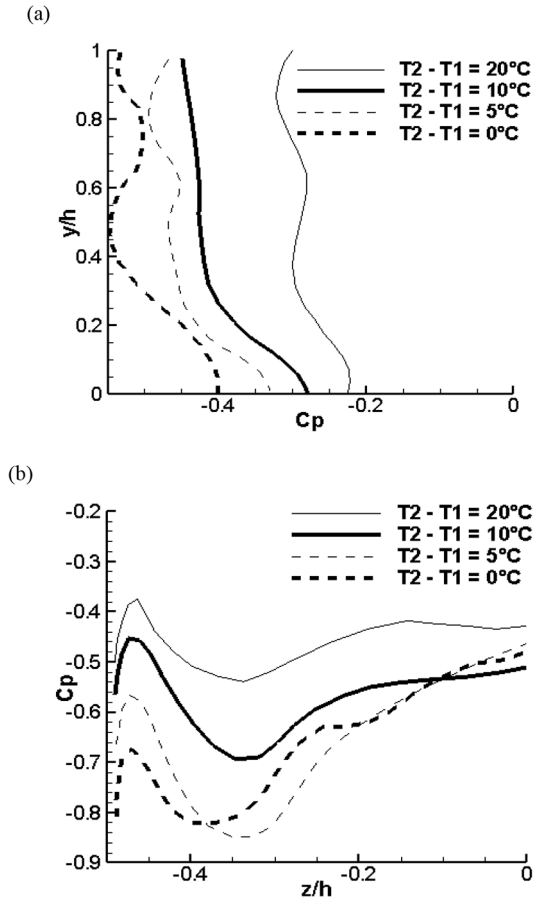 (a)
1
0.8
0.6
0.4
0.2
0
y/h
-0.4
-0.2
0
Cp
T2 - T1 = 20°C
T2 - T1 = 10°C
T2 - T1 = 5°C
T2 - T1 = 0°C
(b)
-0.2
-0.3
-0.4
-0.5
-0.6
-0.7
-0.8
-0.9
Cp
-0.4
-0.2
0
z/h
T2 - T1 = 20°C
T2 - T1 = 10°C
T2 - T1 = 5°C
T2 - T1 = 0°C